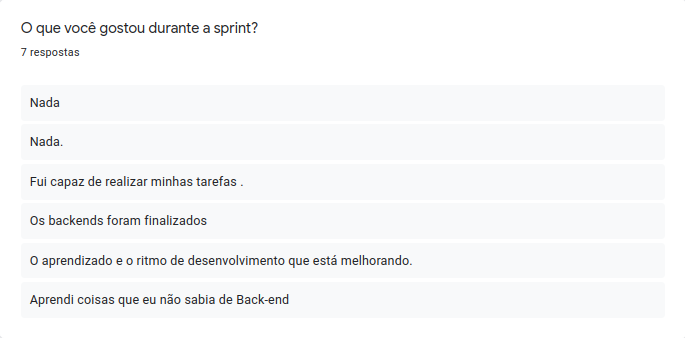 O que você gostou durante a sprint?
7 respostas
Nada
Nada.
Fui capaz de realizar minhas tarefas .
Os backends foram finalizados
O aprendizado e o ritmo de desenvolvimento que está melhorando.
Aprendi coisas que eu não sabia de Back-end